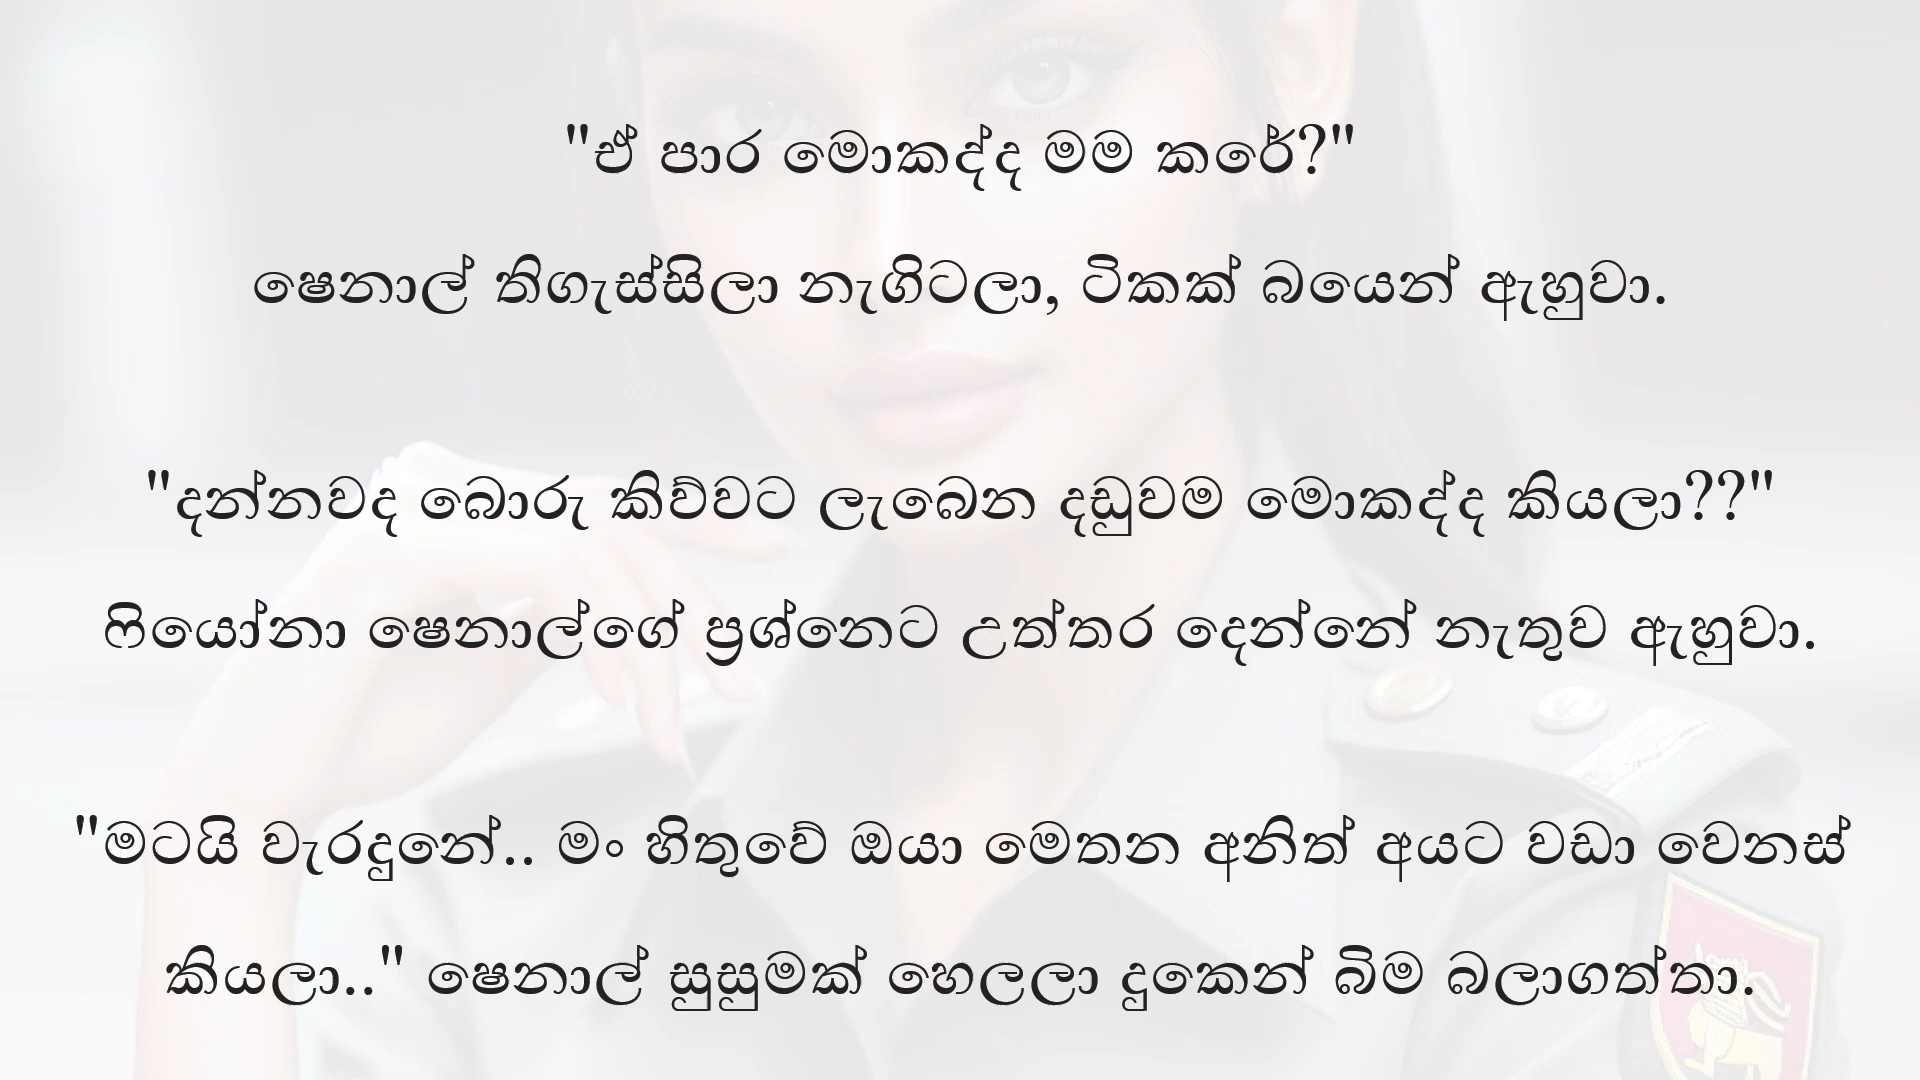 "ඒ පාර මොකද්ද මම කරේ?"
ෂෙනාල් තිගැස්සිලා නැගිටලා, ටිකක් බයෙන් ඇහුවා.
"දන්නවද බොරු කිව්වට ලැබෙන දඩුවම මොකද්ද කියලා??"
ෆියෝනා ෂෙනාල්ගේ ප්‍රශ්නෙට උත්තර දෙන්නේ නැතුව ඇහුවා.
"මටයි වැරදුනේ.. මං හිතුවේ ඔයා මෙතන අනිත් අයට වඩා වෙනස්
කියලා.." ෂෙනාල් සුසුමක් හෙලලා දුකෙන් බිම බලාගත්තා.